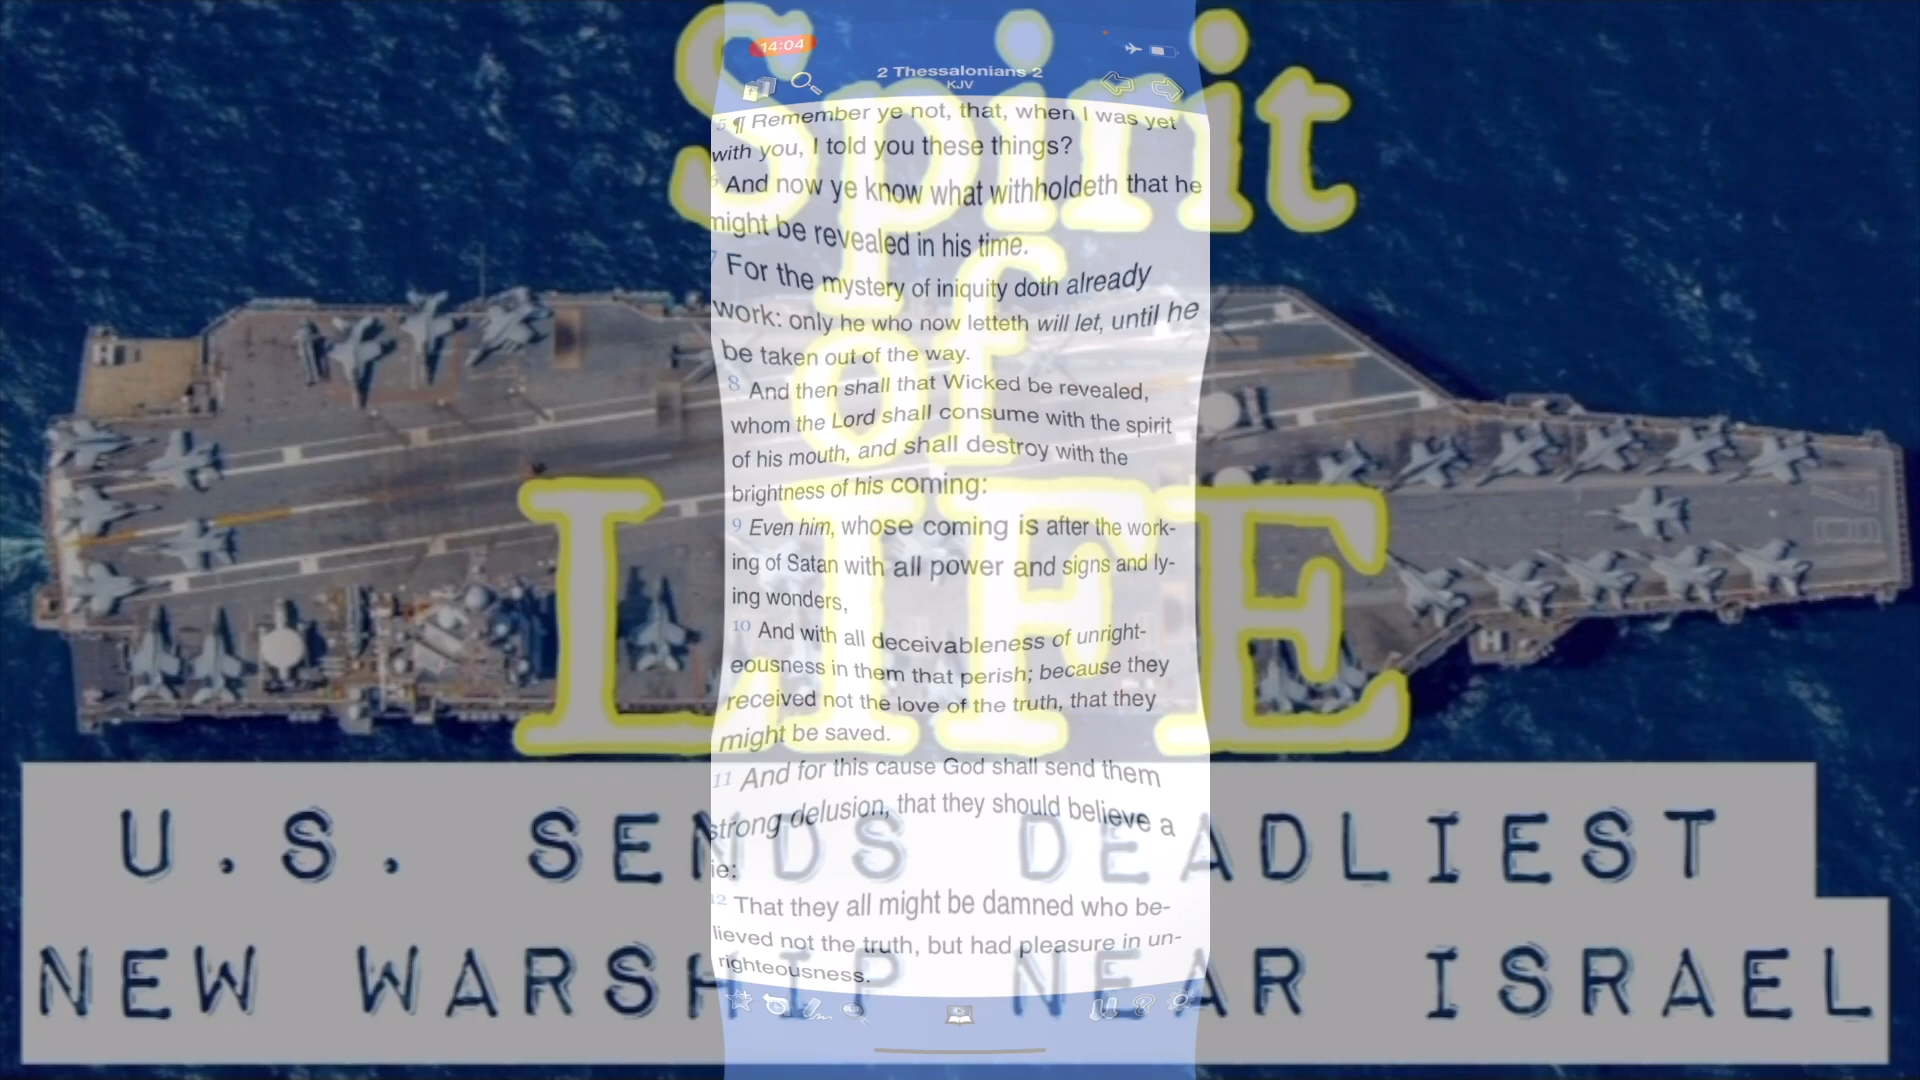 Spirit
of
LIFE
14:04
2 Thessalonians 2
KJV
5 ¶ Remember ye not, that, when I was yet
with you, I told you these things?
6 And now ye know what withholdeth that he
might be revealed in his time.
7 For the mystery of iniquity doth already
work: only he who now letteth will let, until he
be taken out of the way.
8 And then shall that Wicked be revealed,
whom the Lord shall consume with the spirit
of his mouth, and shall destroy with the
brightness of his coming:
9 Even him, whose coming is after the work-
ing of Satan with all power and signs and ly-
ing wonders,
10 And with all deceivableness of unright-
eousness in them that perish; because they
received not the love of the truth, that they
might be saved.
11 And for this cause God shall send them
strong delusion, that they should believe a
ie:
12 That they all might be damned who be-
lieved not the truth, but had pleasure in un-
righteousness.
U.S. SENDS DEADLIEST
NEW WARSHIP NEAR ISRAEL